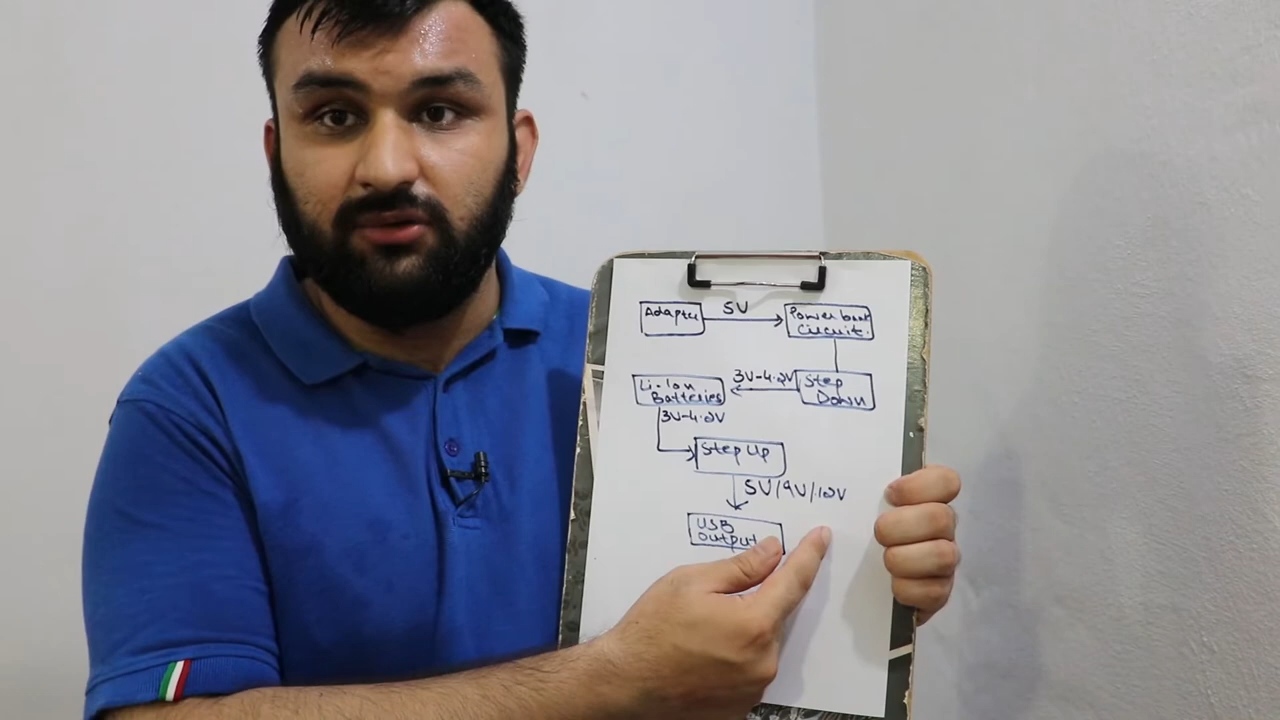 Adapter
5V
Power bank
Circuit.
Step
Down
3V-4.2V
Li-Ion
Batteries
3V-4.2V
Step Up
5V/9V/12V
USB
Output